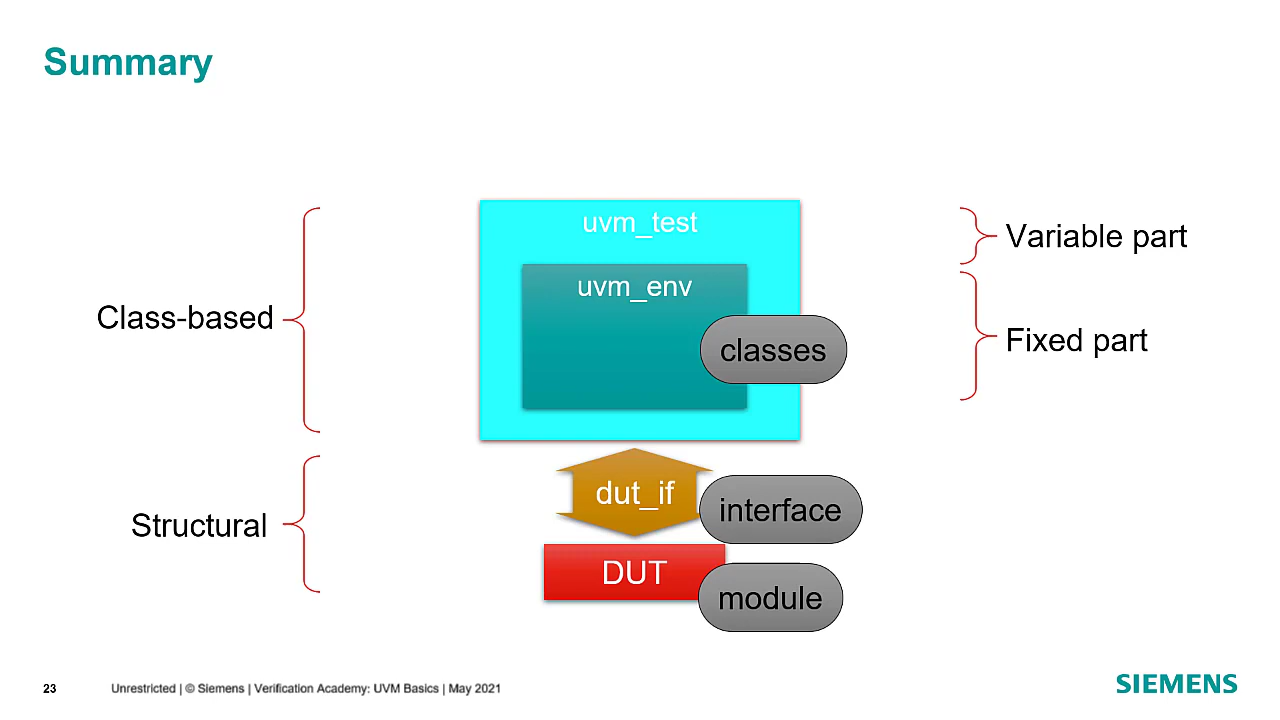 Summary
uvm_test
Variable part
uvm_env
Class-based
classes
Fixed part
dut_if
interface
Structural
DUT
module
23
Unrestricted | © Siemens | Verification Academy: UVM Basics | May 2021
SIEMENS